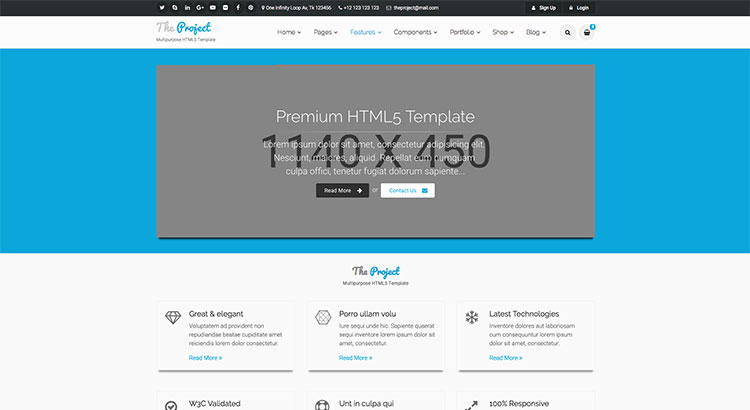 One Infinity Loop Av, Tk 123456 +12 123 123 123 theproject@mail.com Sign Up Login
The Project
Multipurpose HTML5 Template
Home Pages Features Components Portfolio Shop Blog
Premium HTML5 Template
1140 X 450
Lorem ipsum dolor sit amet, consectetur adipisicing elit.
Nesciunt, maiores, aliquid. Repellat eum numquam
culpa offici, tenetur fugiat dolorum sapiente...
Read More or Contact Us
The Project
Multipurpose HTML5 Template
Great & elegant
Voluptatem ad provident non
repudiandae beatae cupiditate amet
reiciendis lorem dolor consectetur.
Read More »
Porro ullam volu
Iure sequi unde hic. Sapiente quaerat
sequi inventore lorem ipsum dolor sit
amet, consectetur.
Read More »
Latest Technologies
Inventore dolores aut laboriosam
cum consequuntur lorem ipsum
dolor sit amet, consectetur.
Read More »
W3C Validated
Unt in culpa qui
100% Responsive